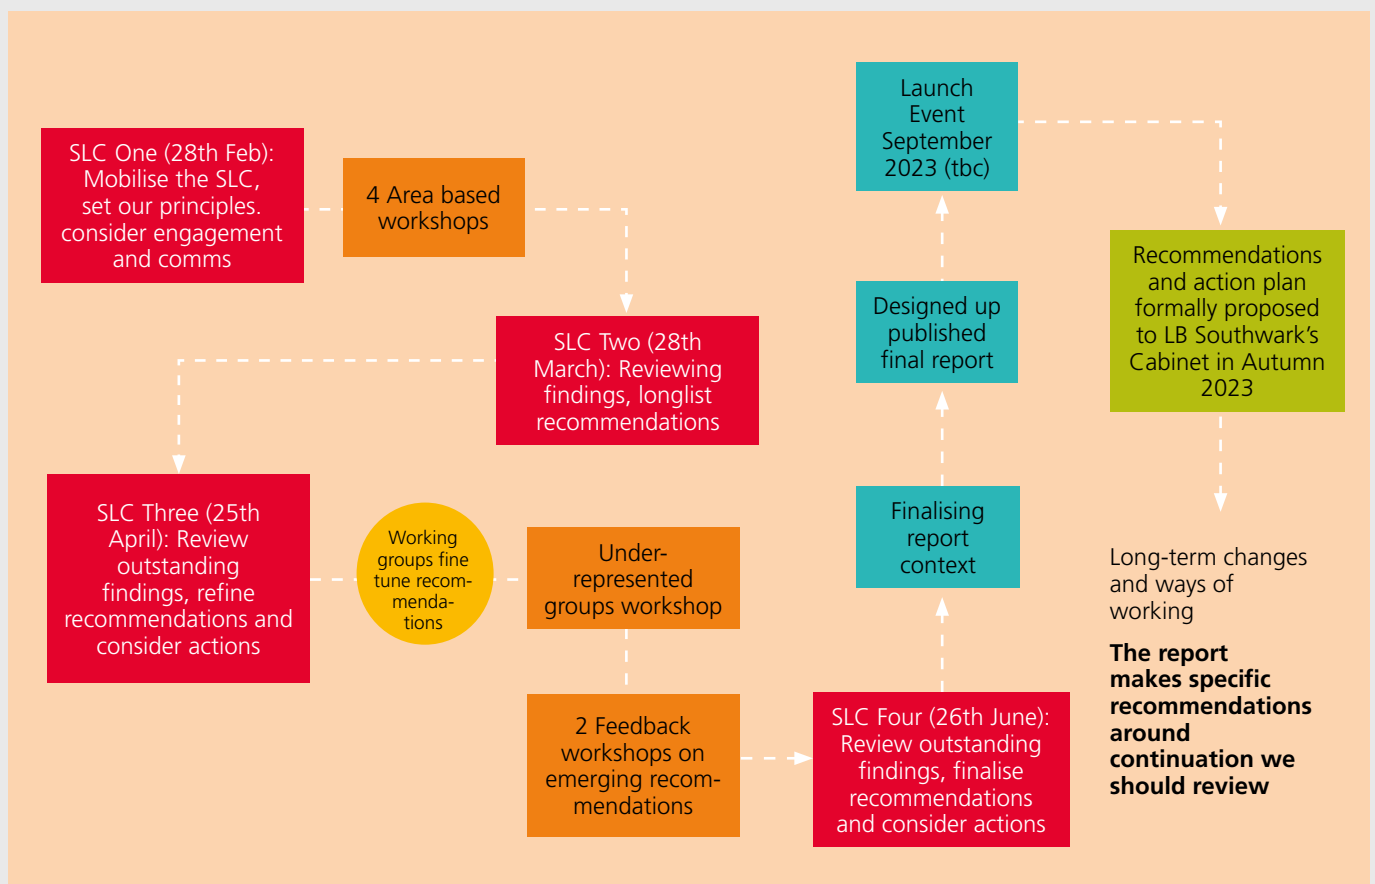 SLC One (28th Feb):
Mobilise the SLC,
set our principles.
consider engagement
and comms
4 Area based
workshops
SLC Two (28th
March): Reviewing
findings, longlist
recommendations
SLC Three (25th
April): Review
outstanding
findings, refine
recommendations and
consider actions
Working
groups fine
tune recom-
menda-
tions
Under-
represented
groups workshop
2 Feedback
workshops on
emerging recom-
mendations
SLC Four (26th June):
Review outstanding
findings, finalise
recommendations
and consider actions
Finalising
report
context
Designed up
published
final report
Launch
Event
September
2023 (tbc)
Recommendations
and action plan
formally proposed
to LB Southwark’s
Cabinet in Autumn
2023
Long-term changes
and ways of
working
The report
makes specific
recommendations
around
continuation we
should review